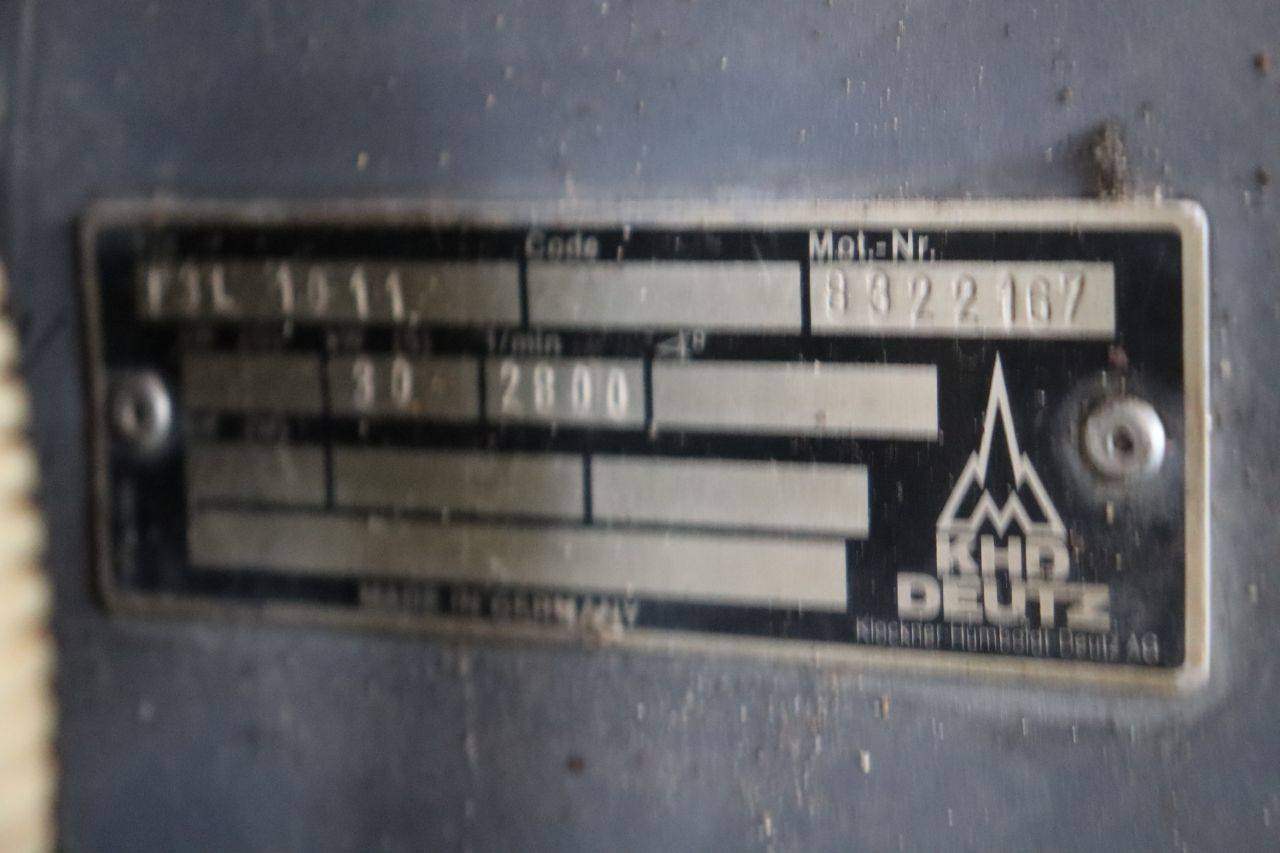 Code Mot.-Nr.
F3L 1011 8322167
1/min
30 2800
MADE IN GERMANY
KHD
DEUTZ
Klöckner-Humboldt-Deutz AG